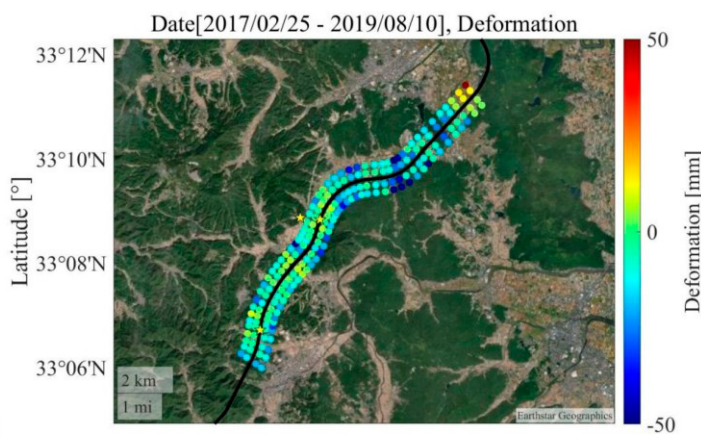 Date[2017/02/25 - 2019/08/10], Deformation
33°12'N
33°10'N
33°08'N
33°06'N
Latitude [°]
2 km
1 mi
Earthstar Geographics
50
0
-50
Deformation [mm]